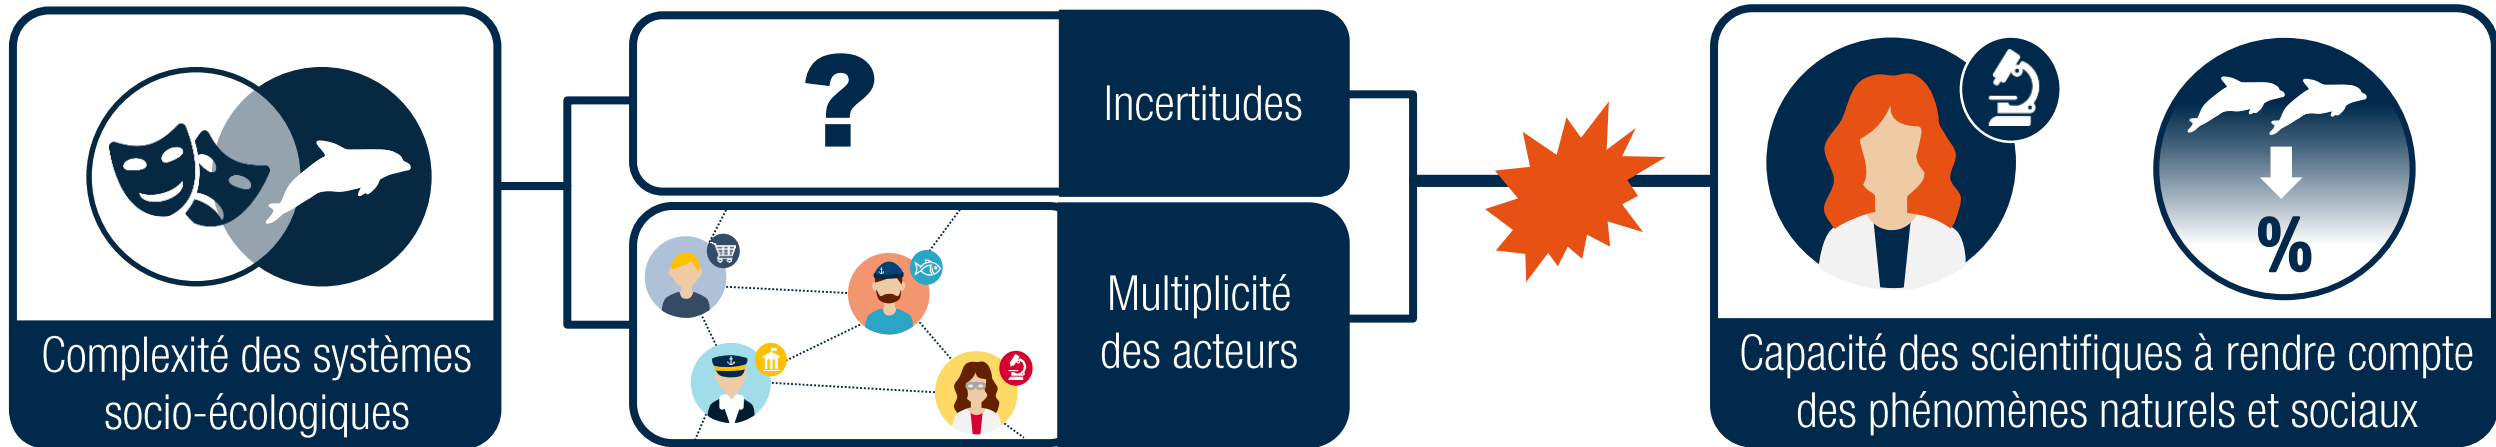 Complexité des systèmes
socio-écologiques
?
Incertitudes
Multiplicité
des acteurs
%
Capacité des scientifiques à rendre compte
des phénomènes naturels et sociaux